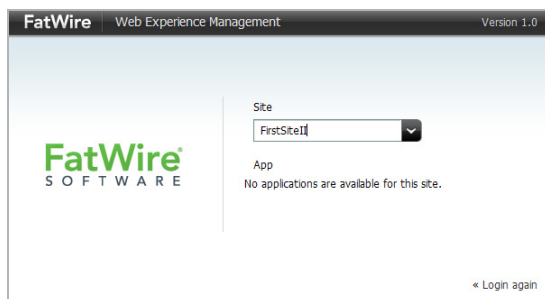 FatWire Web Experience Management Version 1.0
Site
FirstSiteII
FatWire
SOFTWARE
App
No applications are available for this site.
« Login again